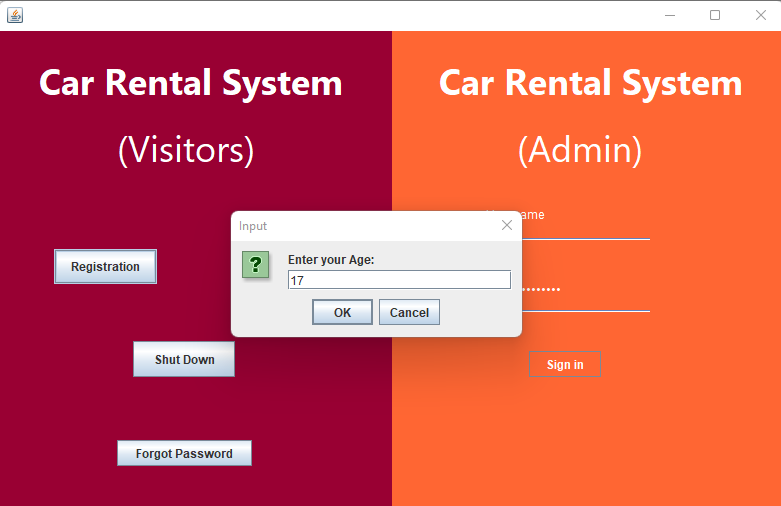 Car Rental System
(Visitors)
Registration
Shut Down
Forgot Password
Car Rental System
(Admin)
Sign in
Input
Enter your Age:
17
OK
Cancel